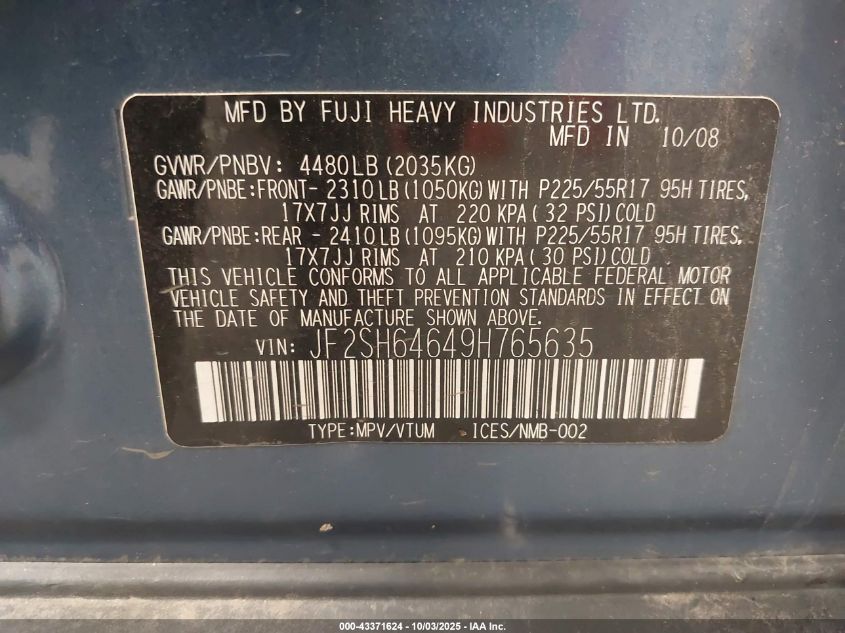 MFD BY FUJI HEAVY INDUSTRIES LTD.
MFD IN 10/08
GVWR/PNBV: 4480LB(2035KG)
GAWR/PNBE:FRONT- 2310LB(1050KG)WITH P225/55R17 95H TIRES,
17X7JJ RIMS AT 220 KPA( 32 PSI)COLD
GAWR/PNBE:REAR - 2410LB(1095KG)WITH P225/55R17 95H TIRES,
17X7JJ RIMS AT 210 KPA( 30 PSI)COLD
THIS VEHICLE CONFORMS TO ALL APPLICABLE FEDERAL MOTOR
VEHICLE SAFETY AND THEFT PREVENTION STANDARDS IN EFFECT ON
THE DATE OF MANUFACTURE SHOWN ABOVE.
VIN: JF2SH64649H765635
TYPE:MPV/VTUM ICES/NMB-002
000-43371624 - 10/03/2025 - IAA Inc.